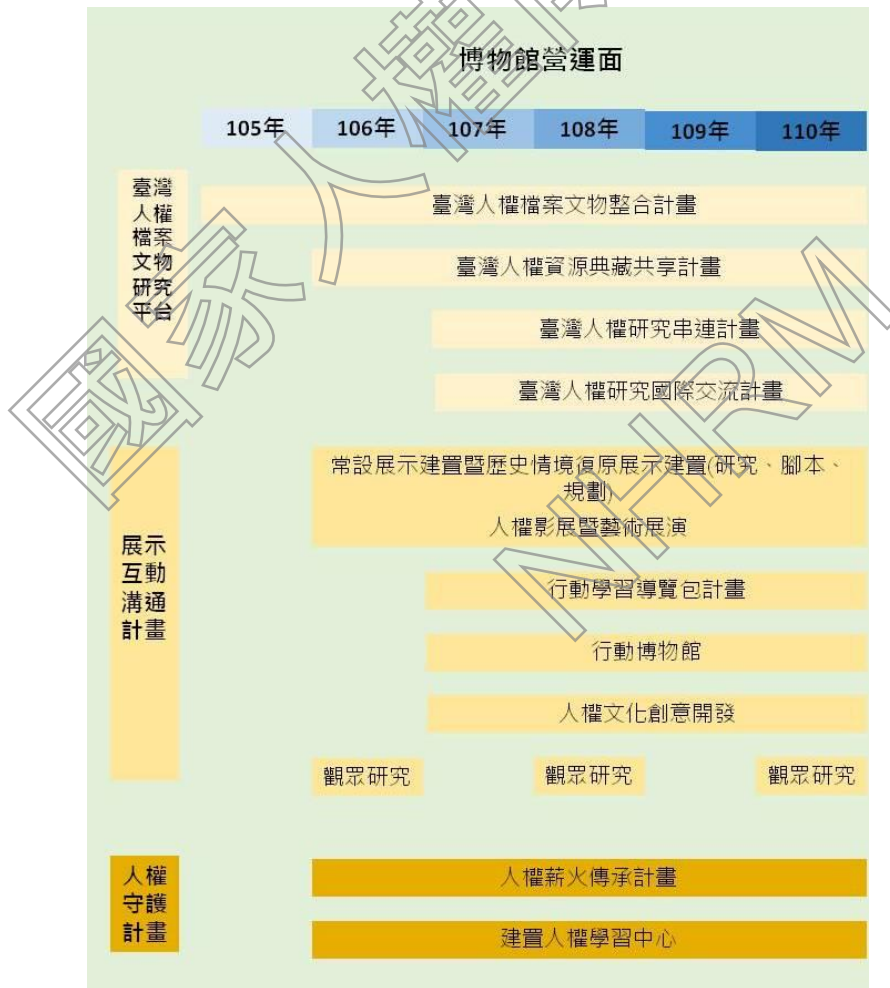 博物館營運面
105年 106年 107年 108年 109年 110年
臺灣
人權
檔案
文物
研究
平台
臺灣人權檔案文物整合計畫
臺灣人權資源典藏共享計畫
臺灣人權研究串連計畫
臺灣人權研究國際交流計畫
展示
互動
溝通
計畫
常設展示建置暨歷史情境復原展示建置(研究、腳本、
規劃)
人權影展暨藝術展演
行動學習導覽包計畫
行動博物館
人權文化創意開發
觀眾研究 觀眾研究 觀眾研究
人權
守護
計畫
人權薪火傳承計畫
建置人權學習中心
國家人權
NHRM